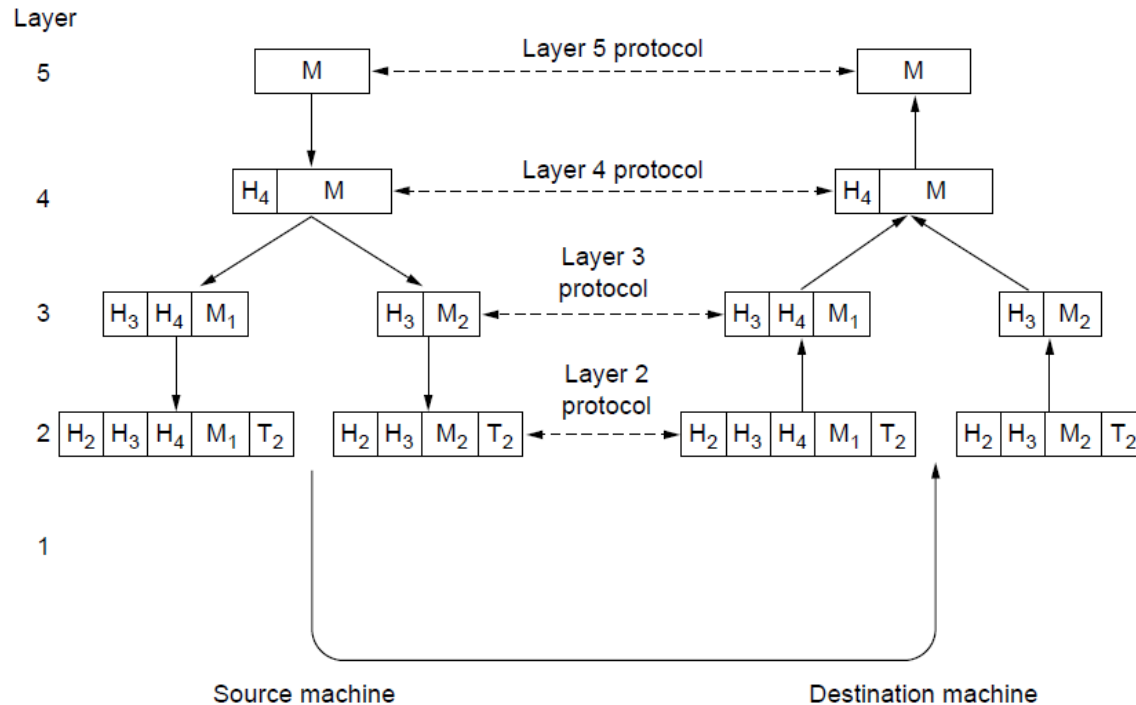 Layer
5 M Layer 5 protocol M
4 H₄ M Layer 4 protocol H₄ M
3 H₃ H₄ M₁ H₃ M₂ Layer 3 protocol H₃ H₄ M₁ H₃ M₂
2 H₂ H₃ H₄ M₁ T₂ H₂ H₃ M₂ T₂ Layer 2 protocol H₂ H₃ H₄ M₁ T₂ H₂ H₃ M₂ T₂
1
Source machine Destination machine